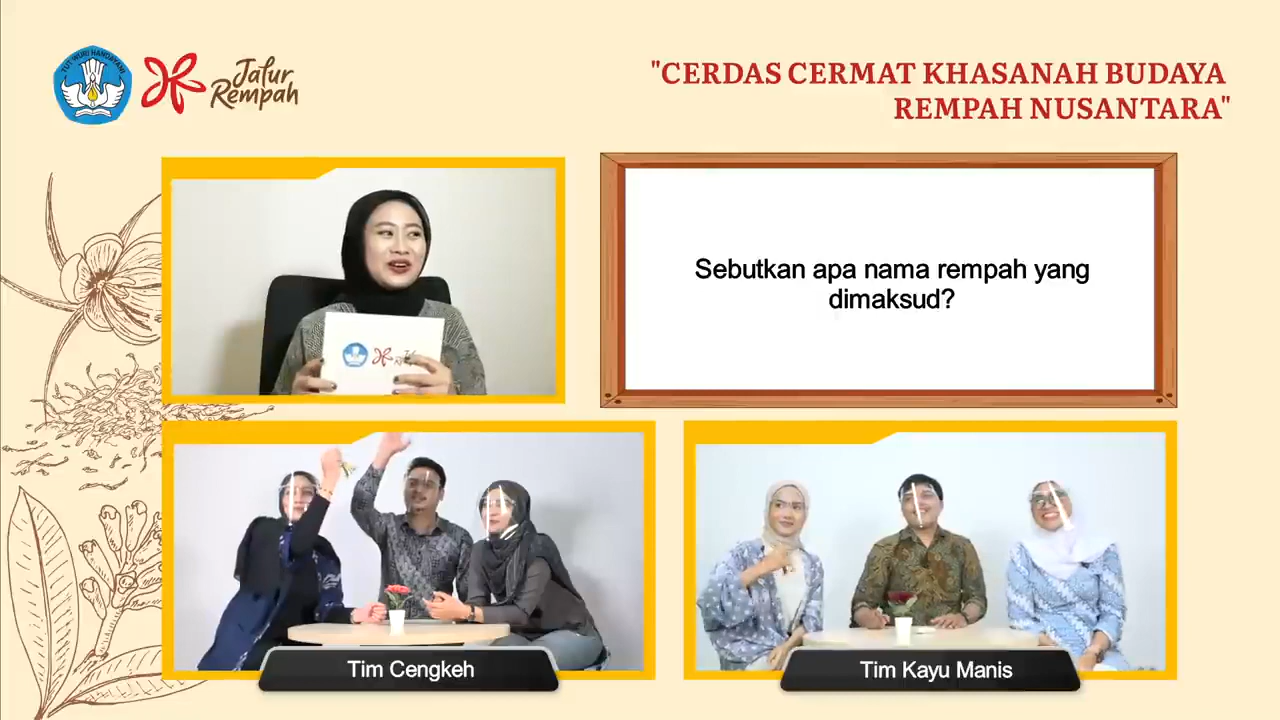 TUT WURI HANDAYANI
Jalur
Rempah
"CERDAS CERMAT KHASANAH BUDAYA
REMPAH NUSANTARA"
Sebutkan apa nama rempah yang
dimaksud?
Tim Cengkeh
Tim Kayu Manis